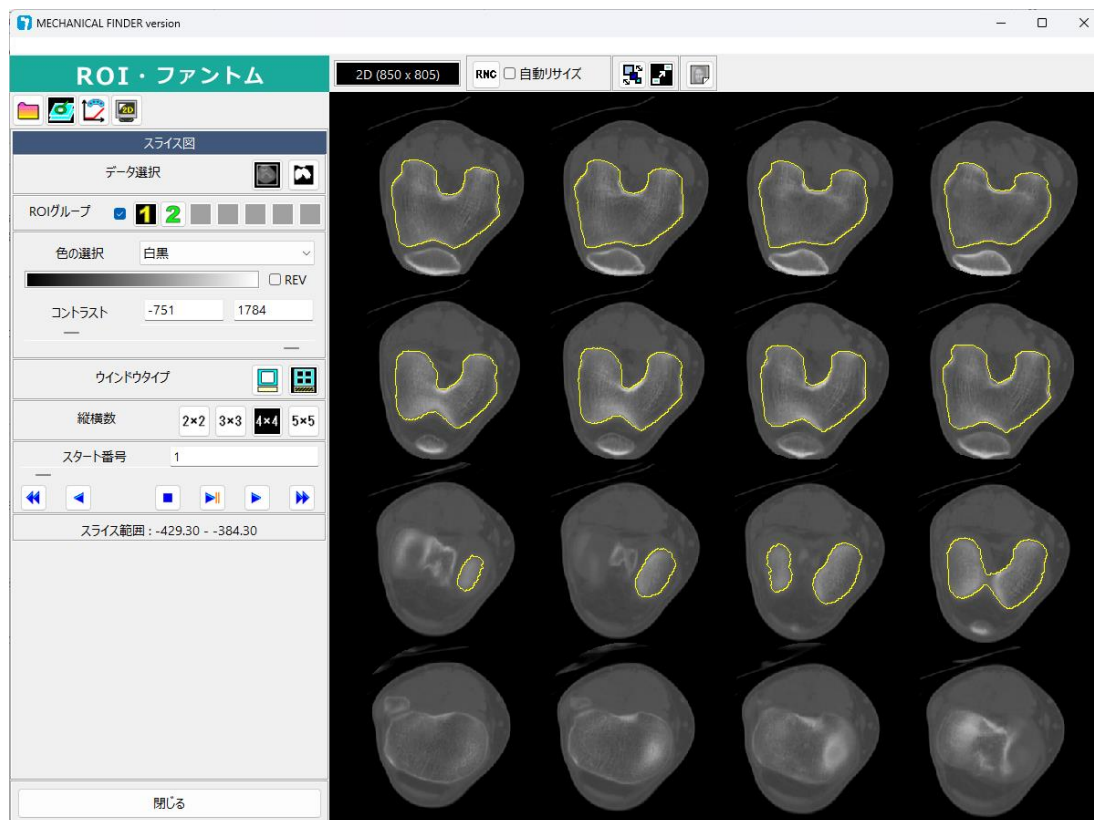 MECHANICAL FINDER version
ROI・ファントム
2D (850 x 805)
RNC
自動リサイズ
2D
スライス図
データ選択
ROIグループ
1
2
色の選択
白黒
REV
コントラスト
-751
1784
ウインドウタイプ
縦横数
2×2
3×3
4×4
5×5
スタート番号
1
スライス範囲 : -429.30 - -384.30
閉じる